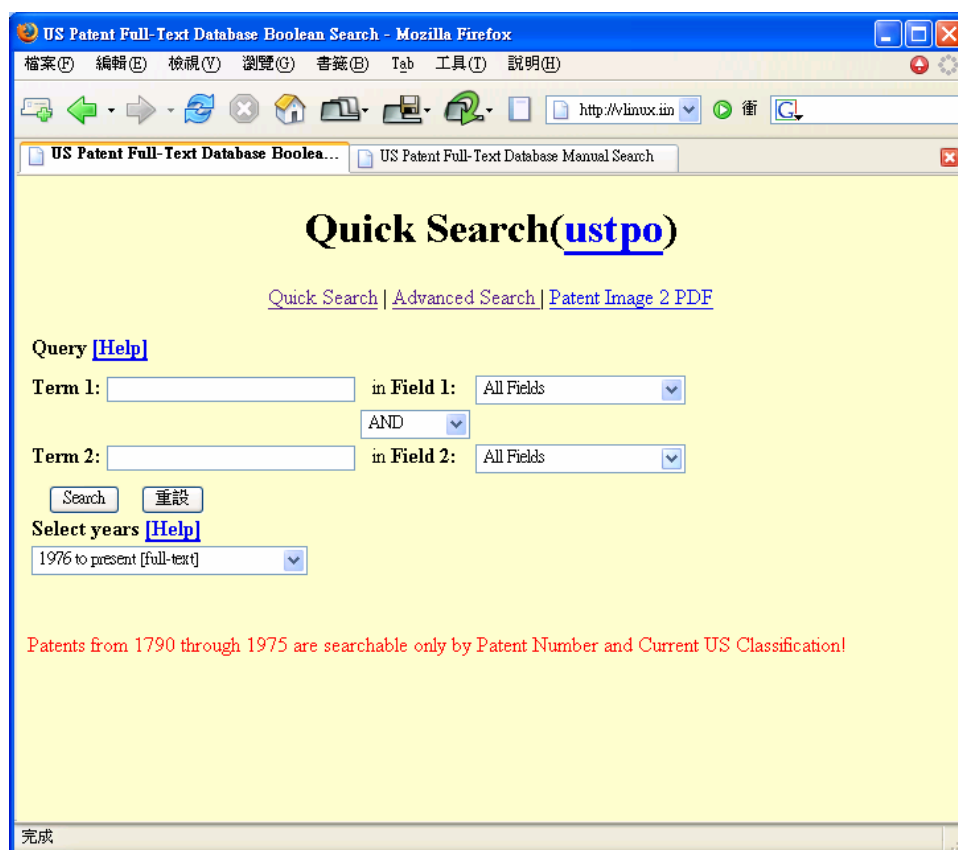 US Patent Full-Text Database Boolean Search - Mozilla Firefox
檔案(F) 編輯(E) 檢視(V) 瀏覽(G) 書籤(B) Tab 工具(T) 說明(H)
http://vlinux.iin 衝 G
US Patent Full-Text Database Boolea... US Patent Full-Text Database Manual Search
Quick Search(ustpo)
Quick Search | Advanced Search | Patent Image 2 PDF
Query [Help]
Term 1: in Field 1: All Fields
AND
Term 2: in Field 2: All Fields
Search 重設
Select years [Help]
1976 to present [full-text]
Patents from 1790 through 1975 are searchable only by Patent Number and Current US Classification!
完成